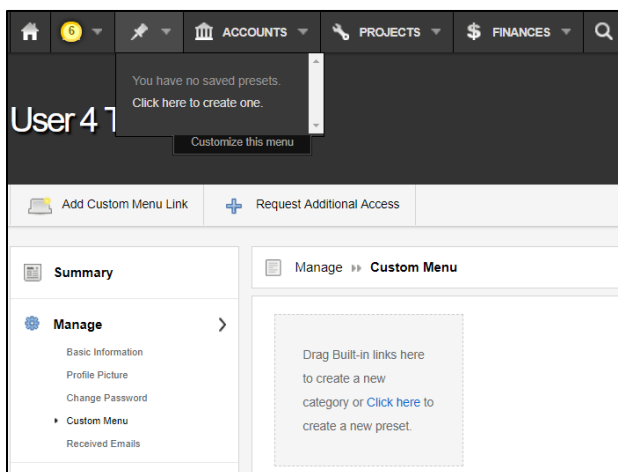 6 ACCOUNTS PROJECTS $ FINANCES
You have no saved presets.
Click here to create one.
User 4 T
Customize this menu
Add Custom Menu Link Request Additional Access
Summary
Manage
Basic Information
Profile Picture
Change Password
Custom Menu
Received Emails
Manage Custom Menu
Drag Built-in links here
to create a new
category or Click here to
create a new preset.